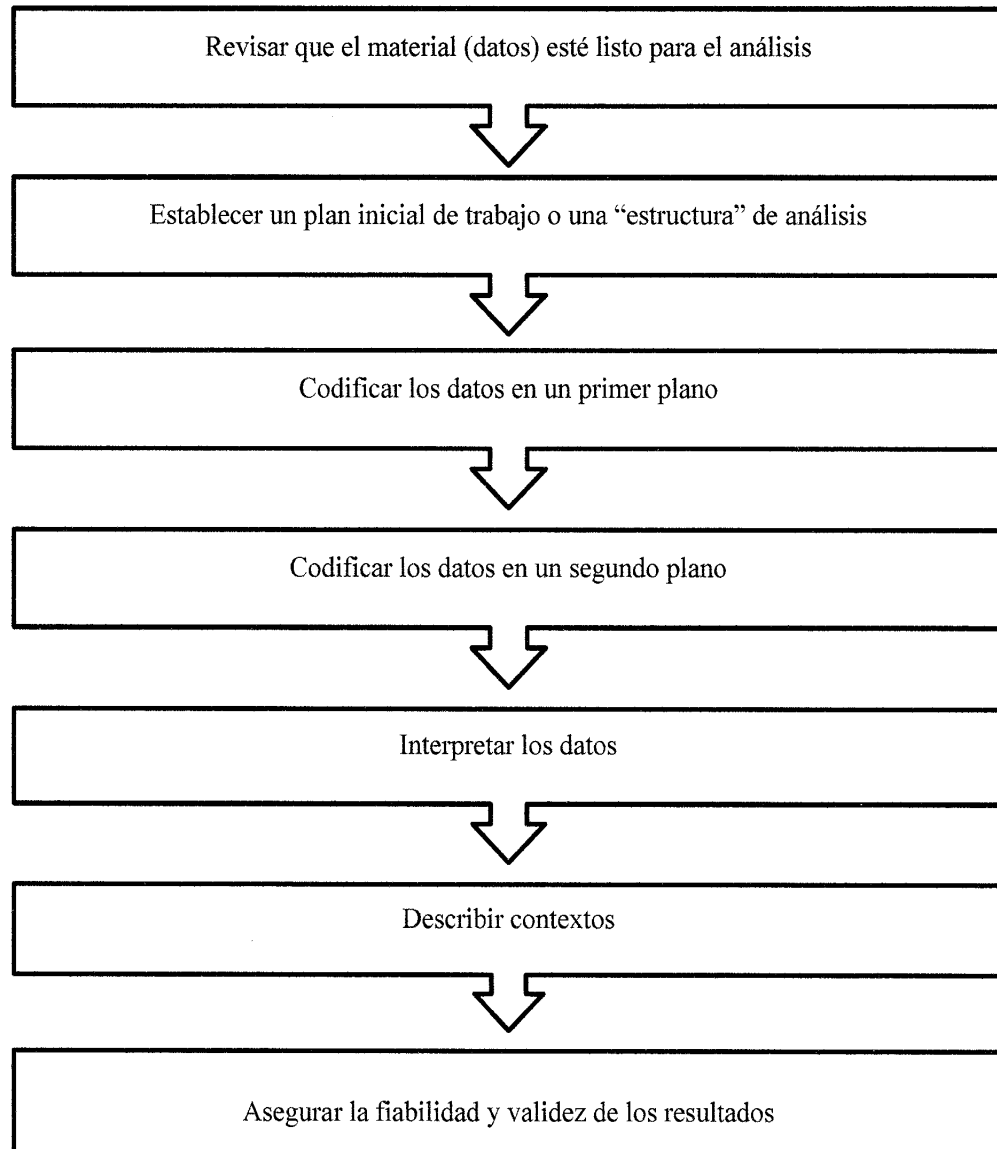 Revisar que el material (datos) esté listo para el análisis
Establecer un plan inicial de trabajo o una “estructura” de análisis
Codificar los datos en un primer plano
Codificar los datos en un segundo plano
Interpretar los datos
Describir contextos
Asegurar la fiabilidad y validez de los resultados